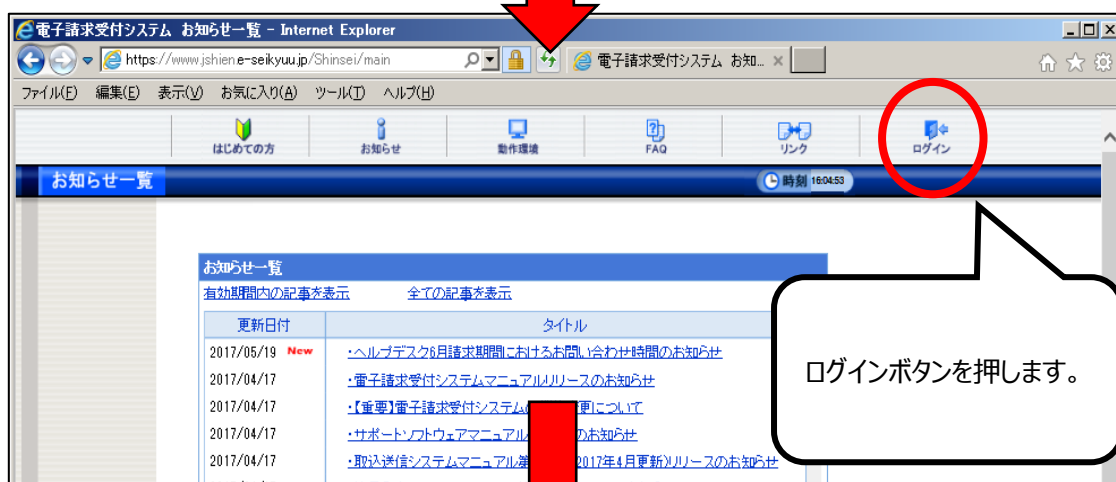 電子請求受付システム お知らせ一覧 - Internet Explorer
https://www.jshien.e-seikyuu.jp/Shinsei/main
電子請求受付システム お知...
ファイル(F) 編集(E) 表示(V) お気に入り(A) ツール(T) ヘルプ(H)
はじめての方 お知らせ 動作環境 FAQ リンク ログイン
お知らせ一覧
時刻 16:04:53
お知らせ一覧
有効期間内の記事を表示 全ての記事を表示
更新日付 タイトル
2017/05/19 New ・ヘルプデスク6月請求期間におけるお問い合わせ時間のお知らせ
2017/04/17 ・電子請求受付システムマニュアルリリースのお知らせ
2017/04/17 ・【重要】電子請求受付システムの 更について
2017/04/17 ・サポートソフトウェアマニュアル のお知らせ
2017/04/17 ・取込送信システムマニュアル 2017年4月更新)リリースのお知らせ
ログインボタンを押します。